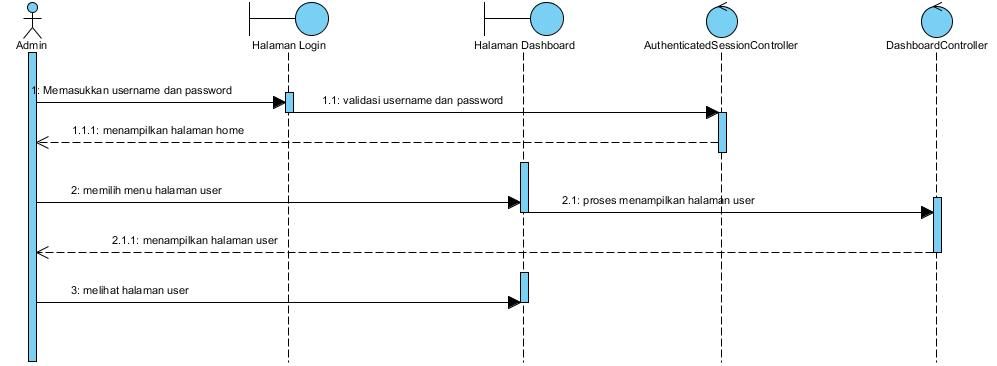 Admin
Halaman Login
Halaman Dashboard
AuthenticatedSessionController
DashboardController
1: Memasukkan username dan password
1.1: validasi username dan password
1.1.1: menampilkan halaman home
2: memilih menu halaman user
2.1: proses menampilkan halaman user
2.1.1: menampilkan halaman user
3: melihat halaman user